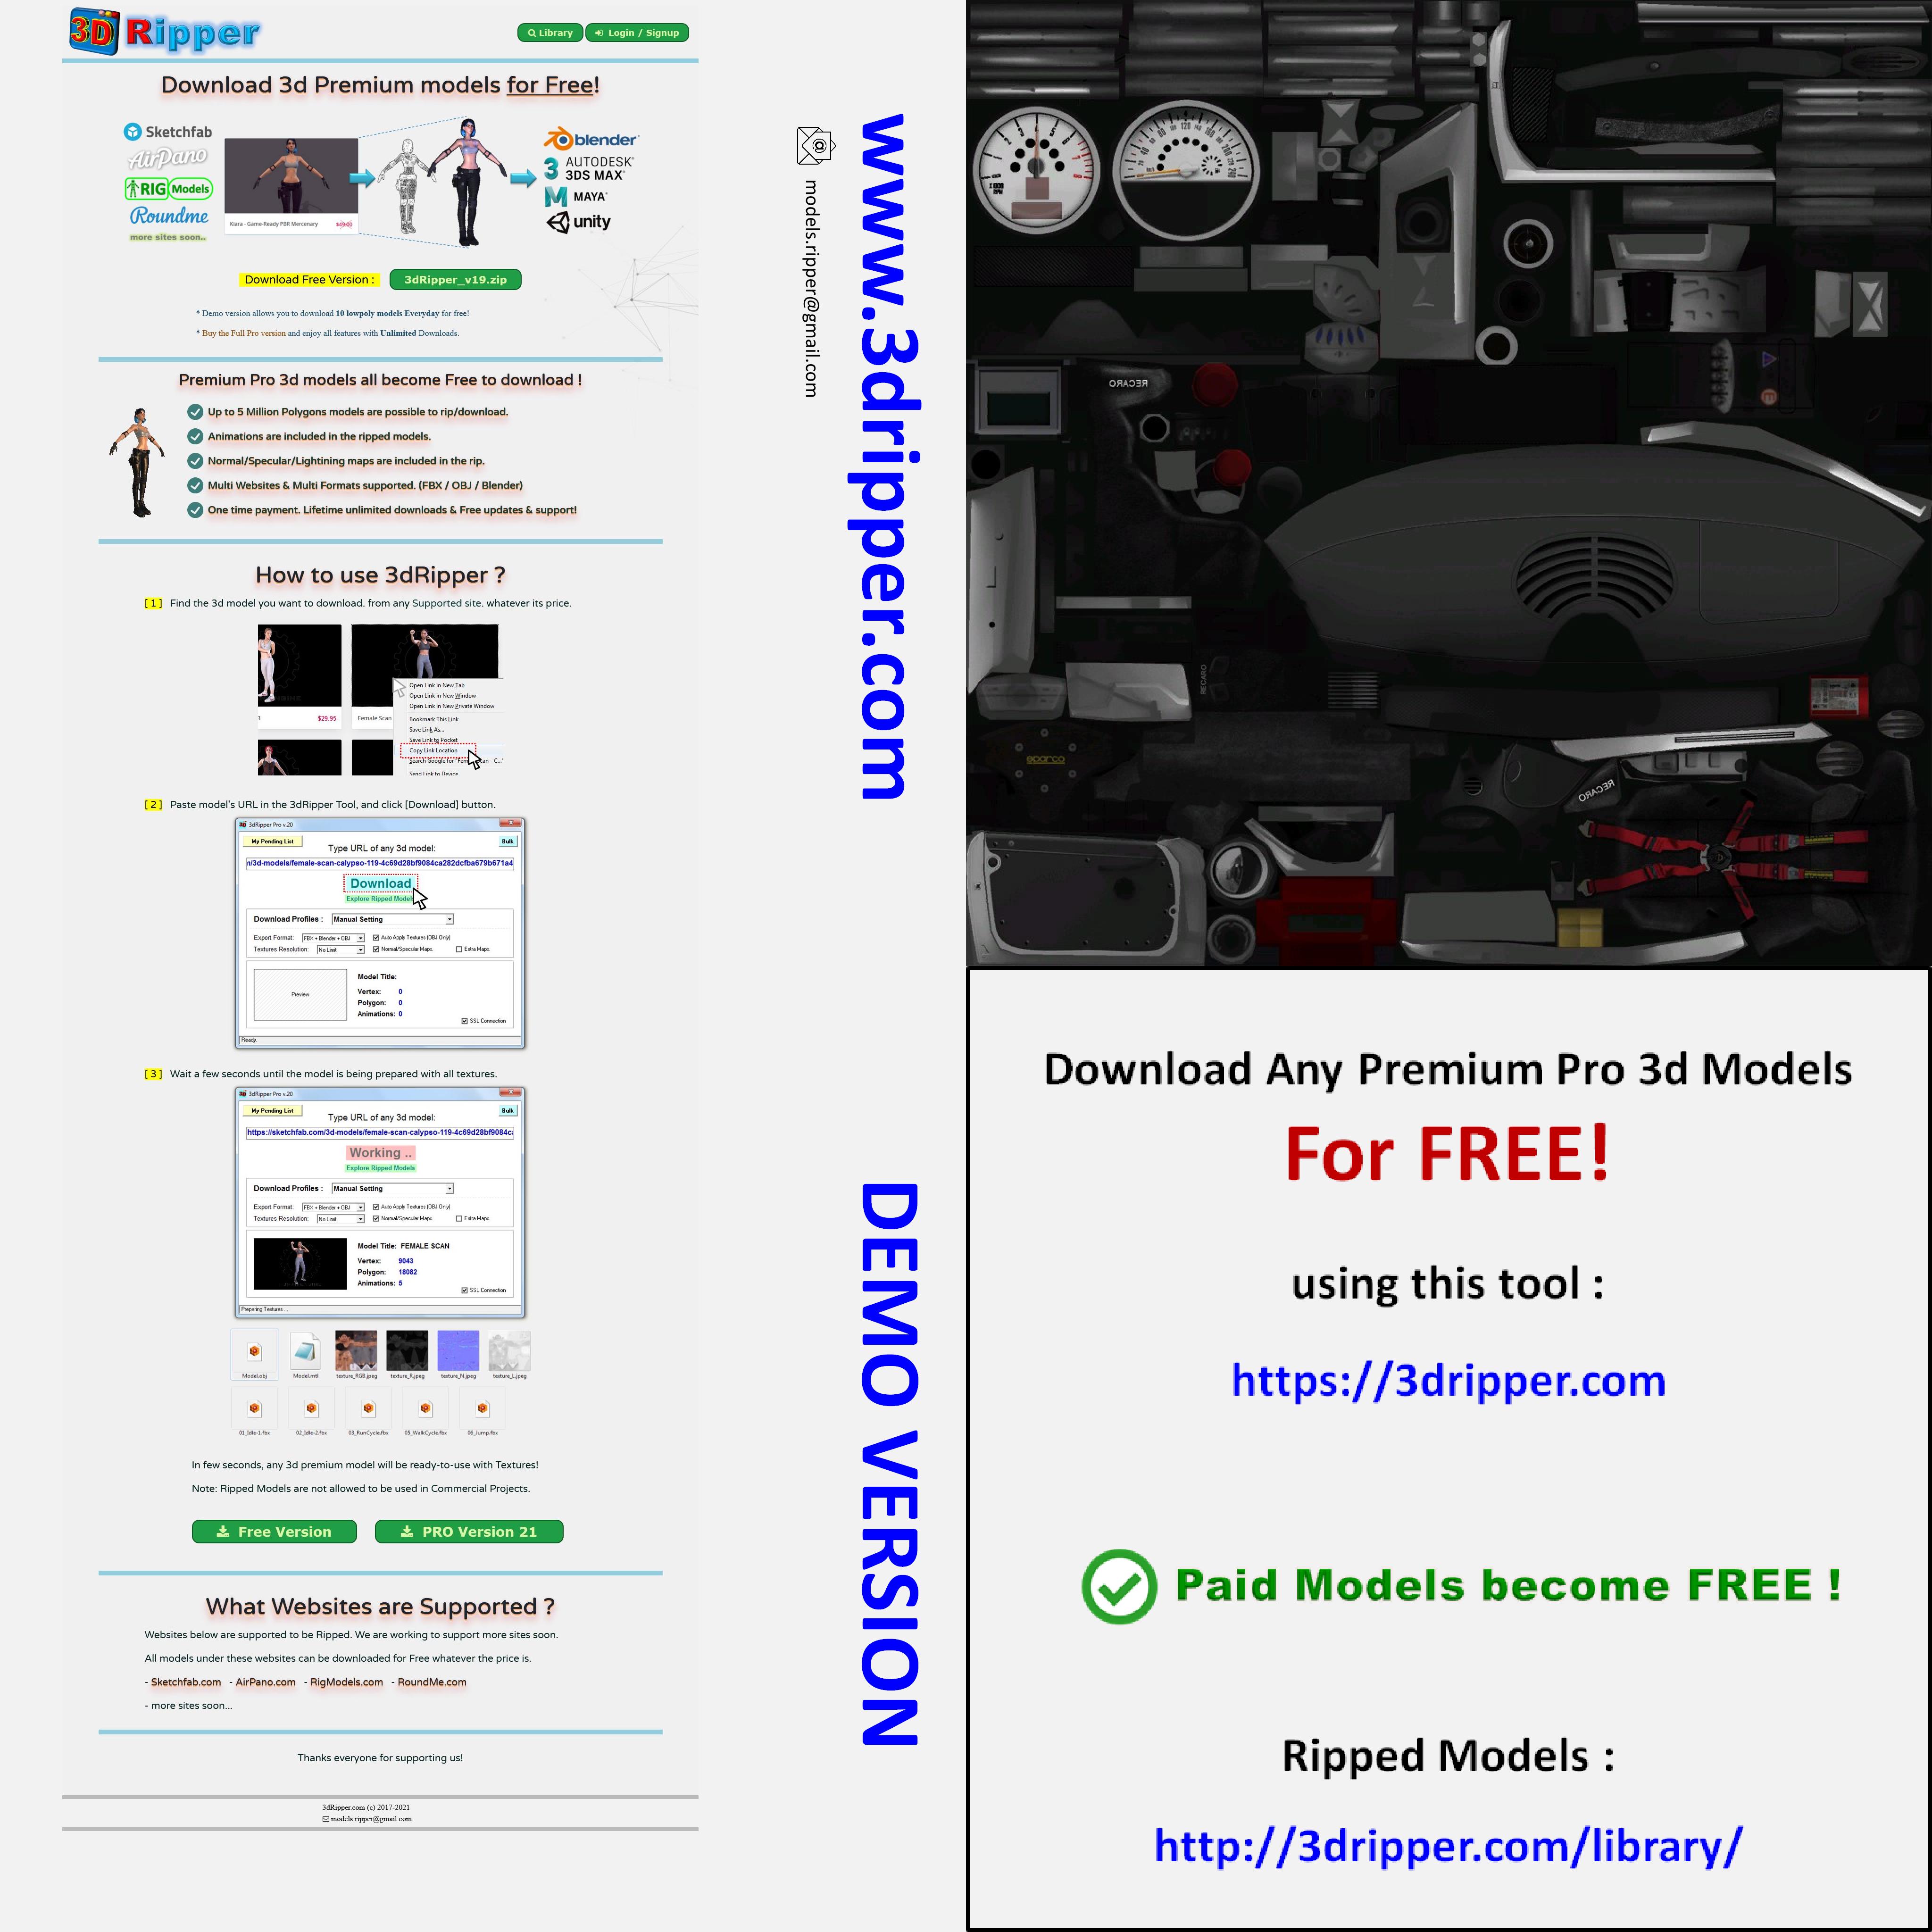 3D Ripper
Library
Login / Signup
Download 3d Premium models for Free!
Sketchfab
AirPano
RIG Models
Roundme
more sites soon..
Kiara - Game-Ready PBR Mercenary
blender
3 AUTODESK
3DS MAX
MAYA
unity
Download Free Version :
3dRipper_v19.zip
* Demo version allows you to download 10 lowpoly models Everyday for free!
* Buy the Full Pro version and enjoy all features with Unlimited Downloads.
Premium Pro 3d models all become Free to download !
Up to 5 Million Polygons models are possible to rip/download.
Animations are included in the ripped models.
Normal/Specular/Lightining maps are included in the rip.
Multi Websites & Multi Formats supported. (FBX / OBJ / Blender)
One time payment. Lifetime unlimited downloads & Free updates & support!
How to use 3dRipper ?
[ 1 ] Find the 3d model you want to download. from any Supported site. whatever its price.
$29.95
Female Scan
Open Link in New Tab
Open Link in New Window
Open Link in New Private Window
Bookmark This Link
Save Link As...
Save Link to Pocket
Copy Link Location
Send Link to Device
[ 2 ] Paste model's URL in the 3dRipper Tool, and click [Download] button.
3dRipper Pro v.20
My Pending List
Bulk
Type URL of any 3d model:
n/3d-models/female-scan-calypso-119-4c69d28bf9084ca282dcfba679b671a4
Download
Explore Ripped Models
Download Profiles : Manual Setting
Export Format: FBX + Blender + OBJ Auto Apply Textures (OBJ Only)
Textures Resolution: No Limit Normal/Specular Maps Extra Maps
Preview
Model Title:
Vertex: 0
Polygon: 0
Animations: 0
SSL Connection
Ready.
[ 3 ] Wait a few seconds until the model is being prepared with all textures.
3dRipper Pro v.20
My Pending List
Bulk
Type URL of any 3d model:
https://sketchfab.com/3d-models/female-scan-calypso-119-4c69d28bf9084c
Working ..
Explore Ripped Models
Download Profiles : Manual Setting
Export Format: FBX + Blender + OBJ Auto Apply Textures (OBJ Only)
Textures Resolution: No Limit Normal/Specular Maps Extra Maps
Model Title: FEMALE SCAN
Vertex: 9043
Polygon: 18082
Animations: 5
SSL Connection
Preparing Textures ...
Model.obj Model.mtl texture_RGB.jpeg texture_R.jpeg texture_N.jpeg texture_L.jpeg
01_Idle-1.fbx 02_Idle-2.fbx 03_RunCycle.fbx 05_WalkCycle.fbx 06_Jump.fbx
In few seconds, any 3d premium model will be ready-to-use with Textures!
Note: Ripped Models are not allowed to be used in Commercial Projects.
Free Version
PRO Version 21
What Websites are Supported ?
Websites below are supported to be Ripped. We are working to support more sites soon.
All models under these websites can be downloaded for Free whatever the price is.
- Sketchfab.com - AirPano.com - RigModels.com - RoundMe.com
- more sites soon...
Thanks everyone for supporting us!
3dRipper.com (c) 2017-2021
models.ripper@gmail.com
models.ripper@gmail.com
www.3dripper.com
DEMO VERSION
RECARO
RECARO
sparco
RECARO
Download Any Premium Pro 3d Models
For FREE!
using this tool :
https://3dripper.com
Paid Models become FREE !
Ripped Models :
http://3dripper.com/library/